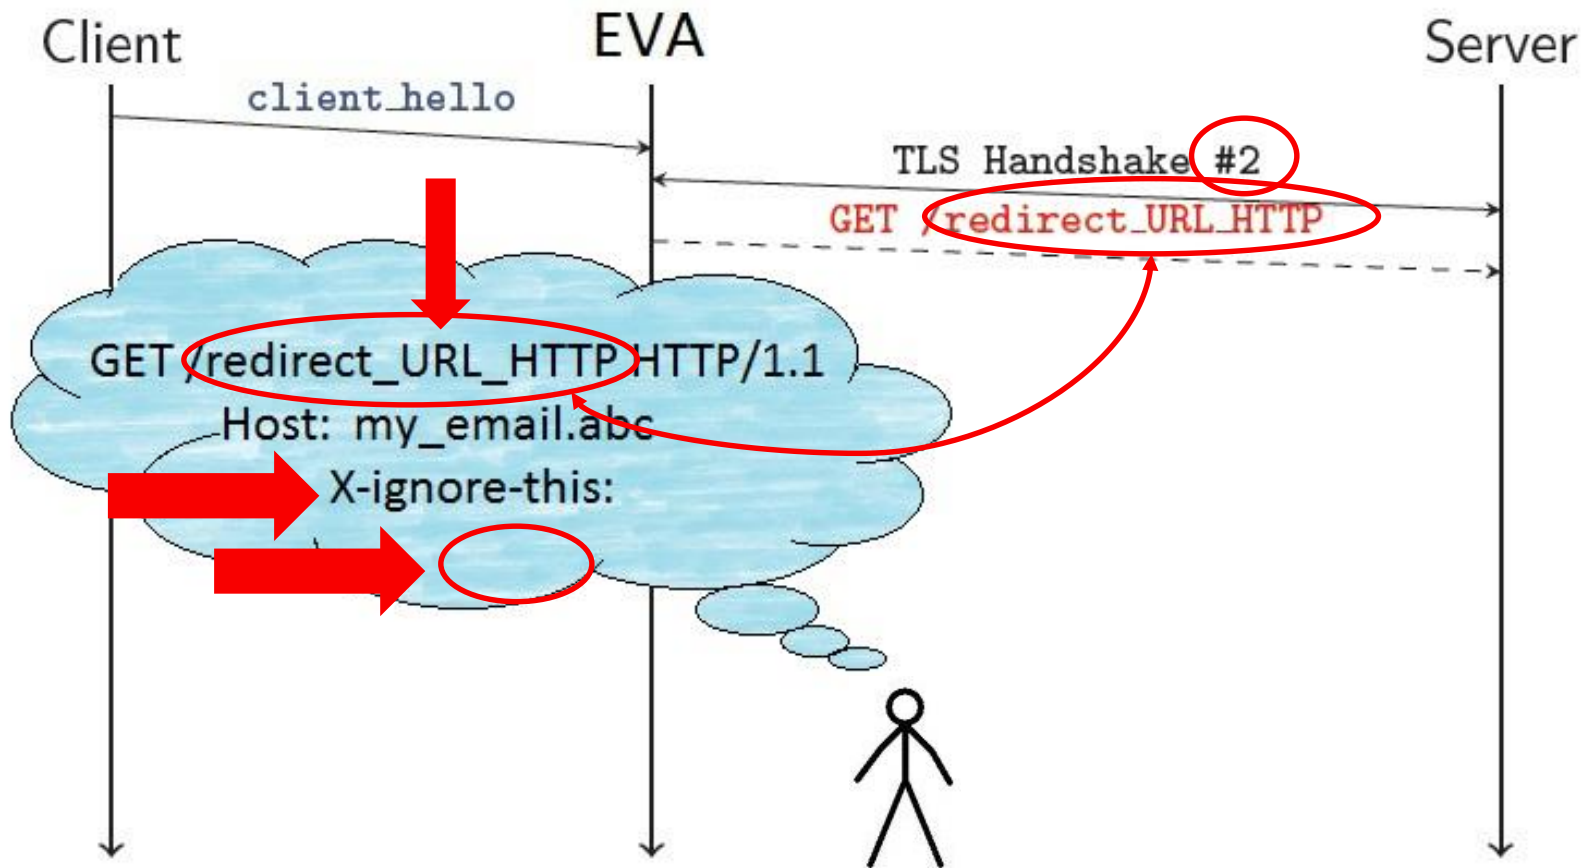 Client
EVA
Server
client_hello
TLS Handshake #2
GET /redirect_URL_HTTP
GET /redirect_URL_HTTP HTTP/1.1
Host: my_email.abc
X-ignore-this: